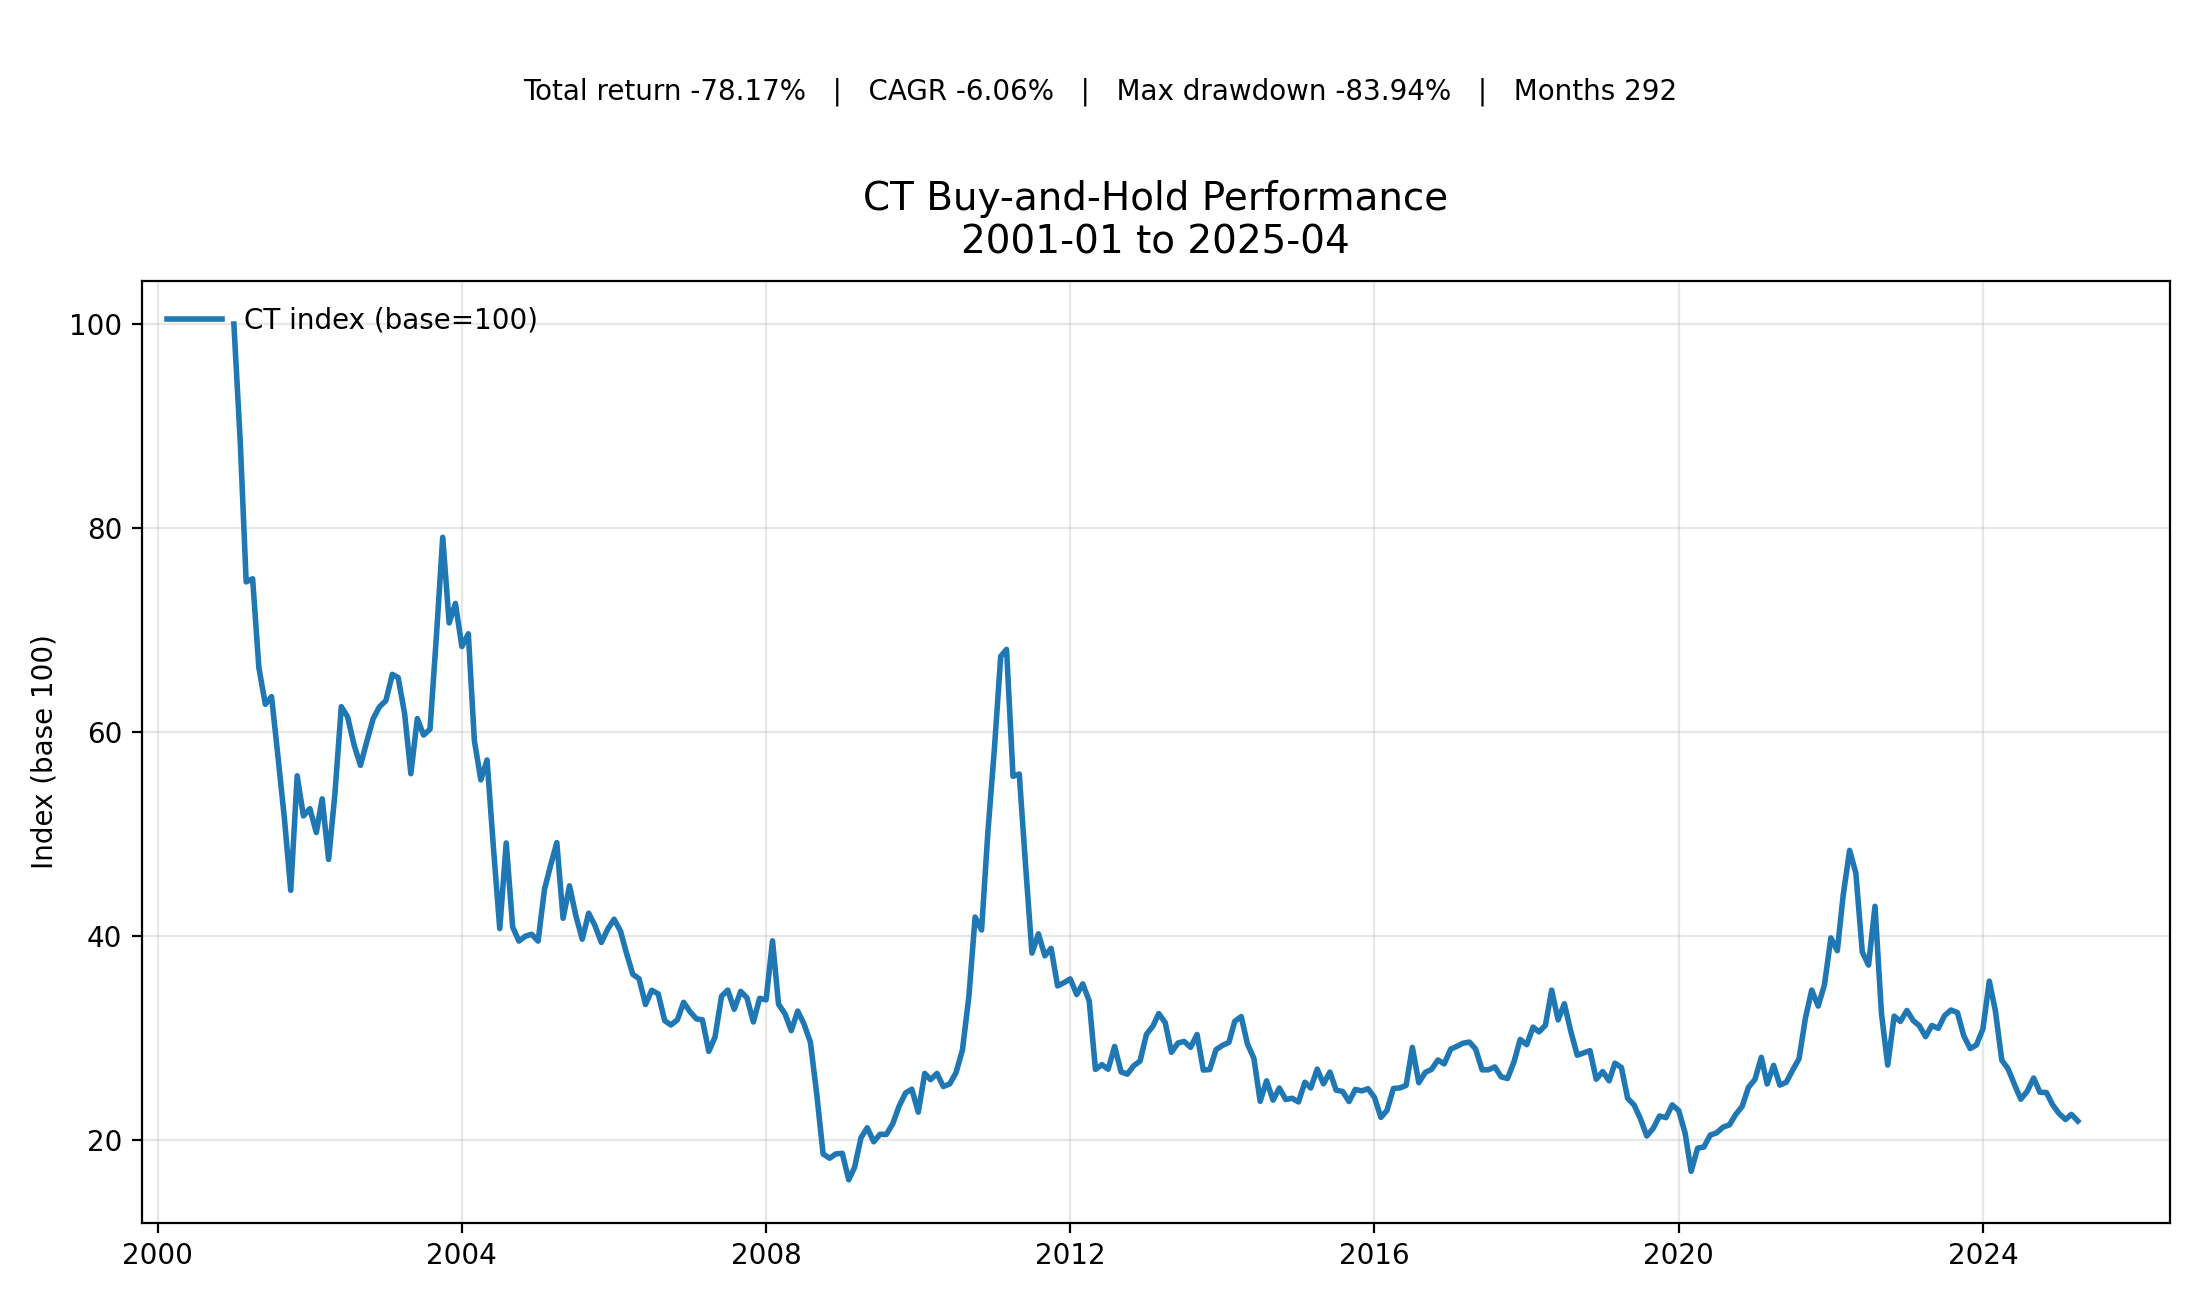 Total return -78.17%   |   CAGR -6.06%   |   Max drawdown -83.94%   |   Months 292
CT Buy-and-Hold Performance
2001-01 to 2025-04
CT index (base=100)
Index (base 100)
100
80
60
40
20
2000 2004 2008 2012 2016 2020 2024